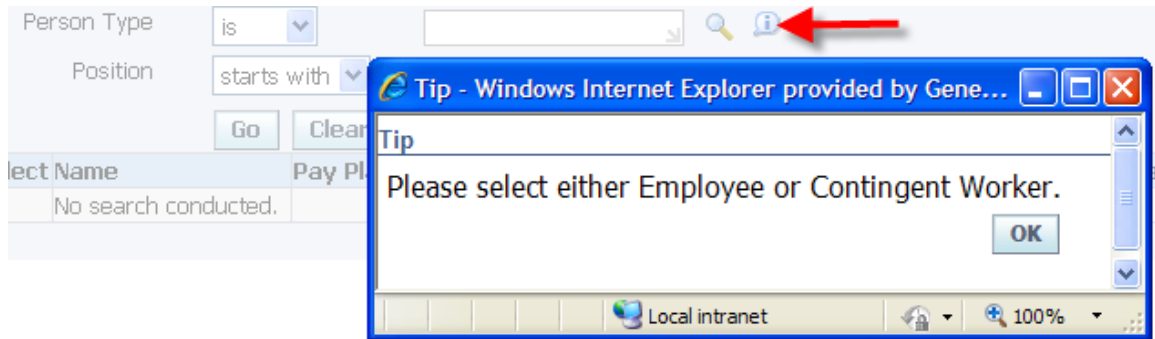 Person Type is
Position starts with
Tip - Windows Internet Explorer provided by Gene...
Go Clear
Tip
lect Name Pay
Please select either Employee or Contingent Worker.
No search conducted.
OK
Local intranet 100%